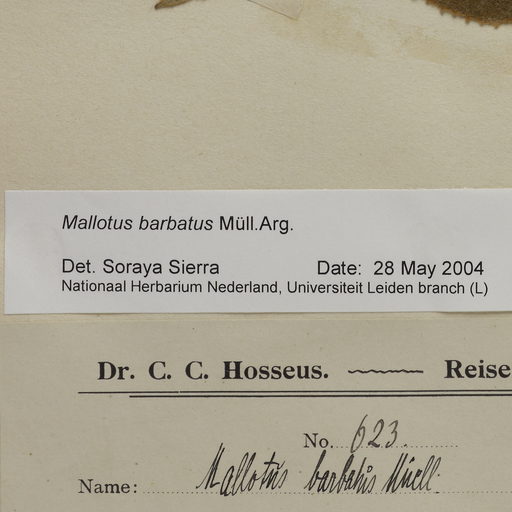 Mallotus barbatus Müll.Arg.
Det. Soraya Sierra Date: 28 May 2004
Nationaal Herbarium Nederland, Universiteit Leiden branch (L)
Dr. C. C. Hosseus. Reise
No. 623.
Name: Mallotus barbatus Muell.